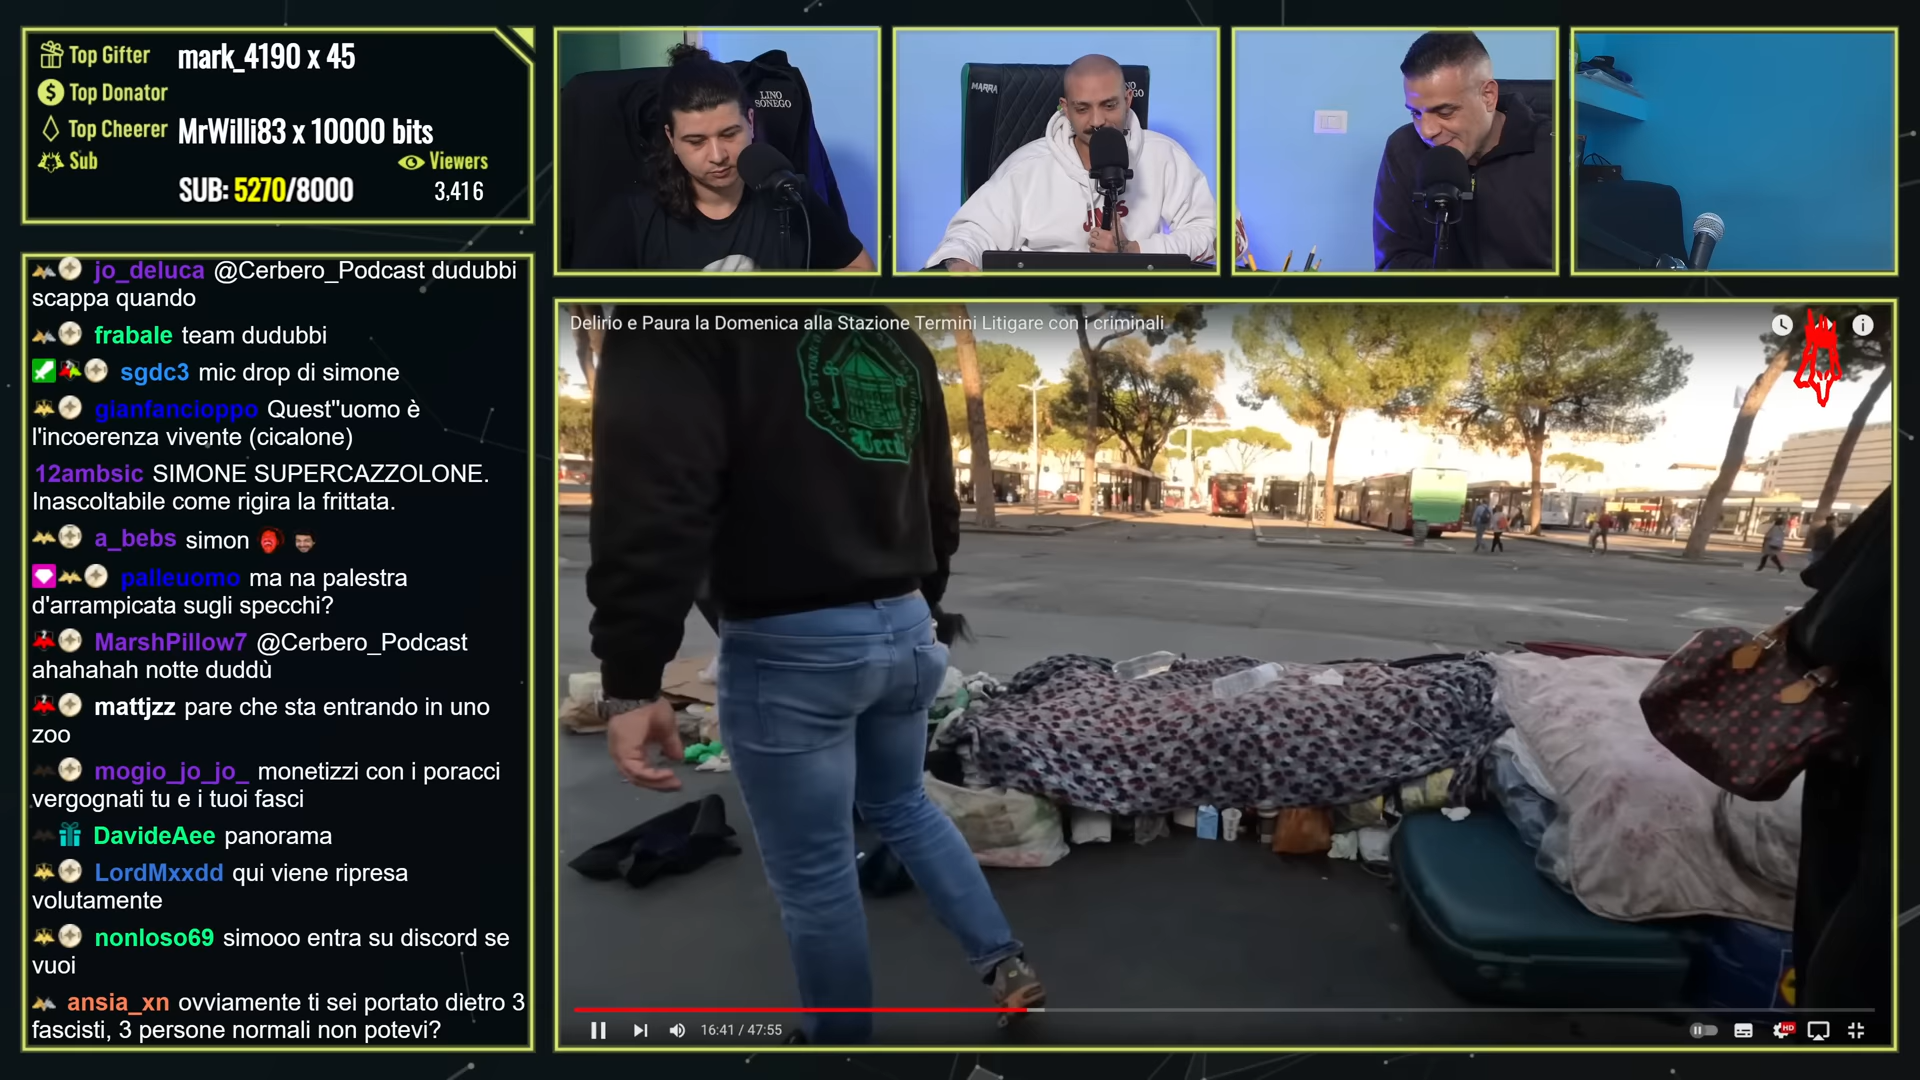 Top Gifter mark_4190 x 45
Top Donator
Top Cheerer MrWilli83 x 10000 bits
Sub Viewers
SUB: 5270/8000 3,416
jo_deluca @Cerbero_Podcast dudubbi
scappa quando
frabale team dudubbi
sgdc3 mic drop di simone
gianfancioppo Quest"uomo è
l'incoerenza vivente (cicalone)
12ambsic SIMONE SUPERCAZZOLONE.
Inascoltabile come rigira la frittata.
a_bebs simon
palleuomo ma na palestra
d'arrampicata sugli specchi?
MarshPillow7 @Cerbero_Podcast
ahahahah notte duddù
mattjzz pare che sta entrando in uno
zoo
mogio_jo_jo_ monetizzi con i poracci
vergognati tu e i tuoi fasci
DavideAee panorama
LordMxxdd qui viene ripresa
volutamente
nonloso69 simooo entra su discord se
vuoi
ansia_xn ovviamente ti sei portato dietro 3
fascisti, 3 persone normali non potevi?
LINO
SONEGO
MARRA
LINO
SONEGO
Delirio e Paura la Domenica alla Stazione Termini Litigare con i criminali
Verdi
16:41 / 47:55
HD